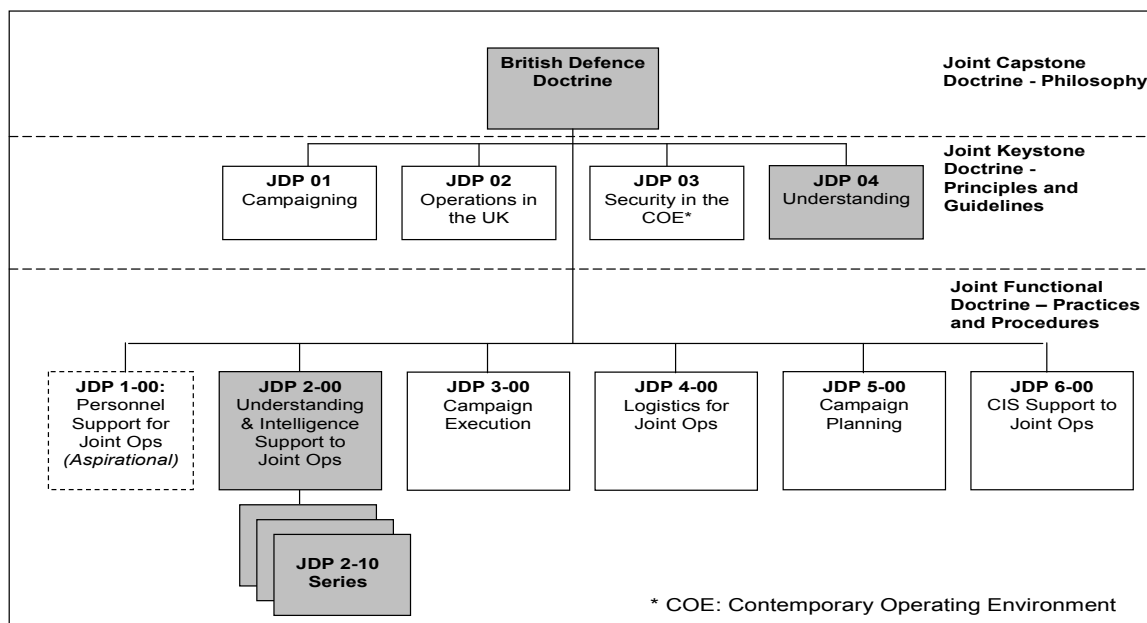 British Defence
Doctrine
Joint Capstone
Doctrine - Philosophy
JDP 01
Campaigning
JDP 02
Operations in
the UK
JDP 03
Security in the
COE*
JDP 04
Understanding
Joint Keystone
Doctrine -
Principles and
Guidelines
Joint Functional
Doctrine – Practices
and Procedures
JDP 1-00:
Personnel
Support for
Joint Ops
(Aspirational)
JDP 2-00
Understanding
& Intelligence
Support to
Joint Ops
JDP 3-00
Campaign
Execution
JDP 4-00
Logistics for
Joint Ops
JDP 5-00
Campaign
Planning
JDP 6-00
CIS Support to
Joint Ops
JDP 2-10
Series
* COE: Contemporary Operating Environment